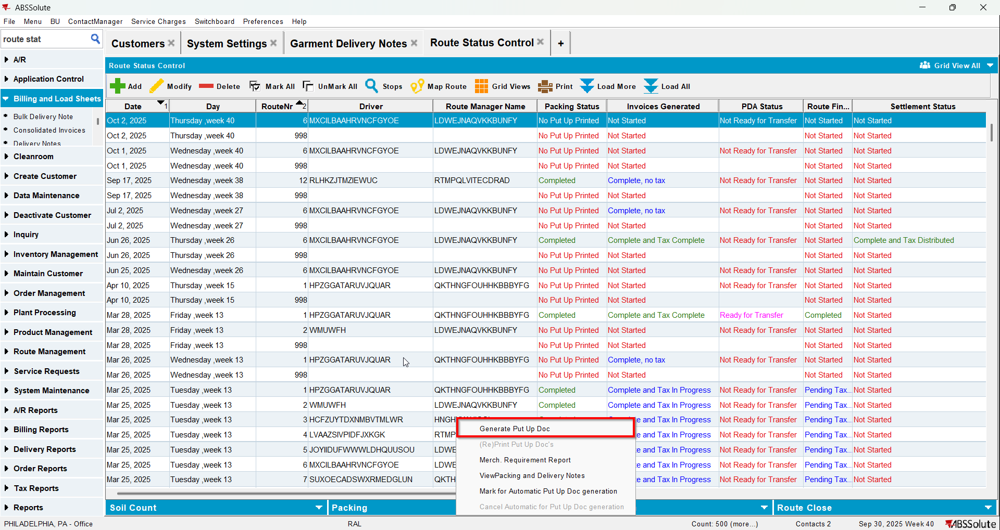 ABSSolute
File Menu BU ContactManager Service Charges Switchboard Preferences Help
route stat
Customers System Settings Garment Delivery Notes Route Status Control +
Route Status Control Grid View All
Add Modify Delete Mark All UnMark All Stops Map Route Grid Views Print Load More Load All
A/R
Application Control
Billing and Load Sheets
Bulk Delivery Note
Consolidated Invoices
Delivery Notes
Cleanroom
Create Customer
Data Maintenance
Deactivate Customer
Inquiry
Inventory Management
Maintain Customer
Order Management
Plant Processing
Product Management
Route Management
Service Requests
System Maintenance
A/R Reports
Billing Reports
Delivery Reports
Order Reports
Tax Reports
Reports
Date 1 Day RouteNr 2 Driver Route Manager Name Packing Status Invoices Generated PDA Status Route Fin... Settlement Status
Oct 2, 2025 Thursday ,week 40 6 MXCILBAAHRVNCFGYOE LDWEJNAQVKKBUNFY No Put Up Printed Not Started Not Ready for Transfer Not Started Not Started
Oct 2, 2025 Thursday ,week 40 998 No Put Up Printed Not Started Not Started Not Started
Oct 1, 2025 Wednesday ,week 40 6 MXCILBAAHRVNCFGYOE LDWEJNAQVKKBUNFY No Put Up Printed Not Started Not Ready for Transfer Not Started Not Started
Oct 1, 2025 Wednesday ,week 40 998 No Put Up Printed Not Started Not Started Not Started
Sep 17, 2025 Wednesday ,week 38 12 RLHKZJTMZIEWUC RTMPQLVITECDRAD Completed Complete, no tax Not Ready for Transfer Not Started Not Started
Sep 17, 2025 Wednesday ,week 38 998 No Put Up Printed Not Started Not Started Not Started
Jul 2, 2025 Wednesday ,week 27 6 MXCILBAAHRVNCFGYOE LDWEJNAQVKKBUNFY No Put Up Printed Complete, no tax Not Ready for Transfer Not Started Not Started
Jul 2, 2025 Wednesday ,week 27 998 No Put Up Printed Not Started Not Started Not Started
Jun 26, 2025 Thursday ,week 26 6 MXCILBAAHRVNCFGYOE LDWEJNAQVKKBUNFY Completed Complete and Tax Complete Not Ready for Transfer Not Started Complete and Tax Distributed
Jun 26, 2025 Thursday ,week 26 998 No Put Up Printed Not Started Not Started Not Started
Jun 25, 2025 Wednesday ,week 26 6 MXCILBAAHRVNCFGYOE LDWEJNAQVKKBUNFY No Put Up Printed Not Started Not Ready for Transfer Not Started Not Started
Apr 10, 2025 Thursday ,week 15 1 HPZGGATARUVJQUAR QKTHNGFOUHHKBBBYFG No Put Up Printed Not Started Not Ready for Transfer Not Started Not Started
Apr 10, 2025 Thursday ,week 15 998 No Put Up Printed Not Started Not Started Not Started
Mar 28, 2025 Friday ,week 13 1 HPZGGATARUVJQUAR QKTHNGFOUHHKBBBYFG Completed Complete and Tax Complete Ready for Transfer Completed Not Started
Mar 28, 2025 Friday ,week 13 2 WMUWFH LDWEJNAQVKKBUNFY No Put Up Printed Not Started Not Ready for Transfer Not Started Not Started
Mar 28, 2025 Friday ,week 13 998 No Put Up Printed Not Started Not Started Not Started
Mar 26, 2025 Wednesday ,week 13 1 HPZGGATARUVJQUAR QKTHNGFOUHHKBBBYFG No Put Up Printed Complete, no tax Not Ready for Transfer Not Started Not Started
Mar 26, 2025 Wednesday ,week 13 998 No Put Up Printed Not Started Not Started Not Started
Mar 25, 2025 Tuesday ,week 13 1 HPZGGATARUVJQUAR QKTHNGFOUHHKBBBYFG Completed Complete and Tax In Progress Not Ready for Transfer Pending Tax... Not Started
Mar 25, 2025 Tuesday ,week 13 2 WMUWFH LDWEJNAQVKKBUNFY Completed Complete and Tax In Progress Not Ready for Transfer Pending Tax... Not Started
Mar 25, 2025 Tuesday ,week 13 3 HCFZUYTDXNMBVTMLWR e and Tax In Progress Not Ready for Transfer Pending Tax... Not Started
Mar 25, 2025 Tuesday ,week 13 4 LVAAZSIVPIDFJXKGK RTMP e and Tax In Progress Not Ready for Transfer Pending Tax... Not Started
Mar 25, 2025 Tuesday ,week 13 5 JOYIIDUFWWWLDHQUUSOU LDWE e and Tax In Progress Not Ready for Transfer Pending Tax... Not Started
Mar 25, 2025 Tuesday ,week 13 6 MXCILBAAHRVNCFGYOE LDWE e and Tax In Progress Not Ready for Transfer Pending Tax... Not Started
Mar 25, 2025 Tuesday ,week 13 7 SUXOECADSWXRMEDGLUN QKTH e and Tax In Progress Not Ready for Transfer Pending Tax... Not Started
Generate Put Up Doc
(Re)Print Put Up Doc's
Merch. Requirement Report
ViewPacking and Delivery Notes
Mark for Automatic Put Up Doc generation
Cancel Automatic for Put Up Doc generation
Soil Count Packing Route Close
PHILADELPHIA, PA - Office RAL Count: 500 (more...) Contacts 2 Sep 30, 2025 Week 40 ABSSolute